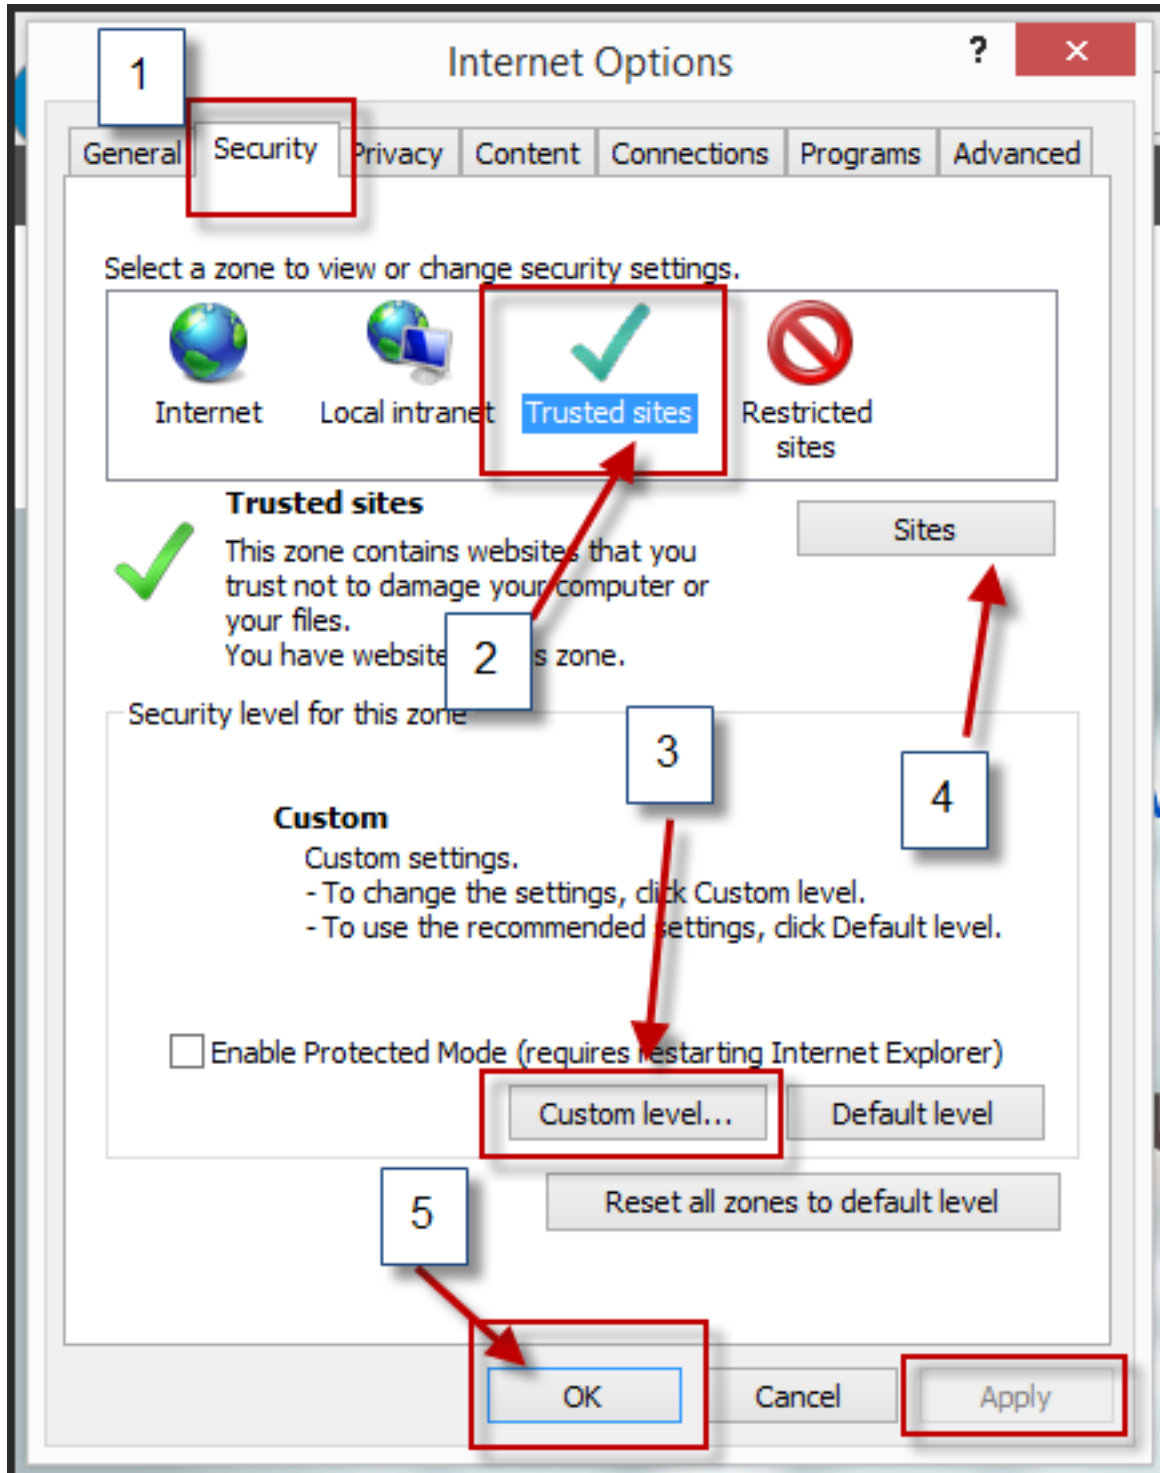 1
Internet Options
?
General Security Privacy Content Connections Programs Advanced
Select a zone to view or change security settings.
Internet Local intranet Trusted sites Restricted
sites
Trusted sites
Sites
This zone contains websites that you
trust not to damage your computer or
your files.
You have website zone.
2
Security level for this zone
3
4
Custom
Custom settings.
- To change the settings, click Custom level.
- To use the recommended settings, click Default level.
Enable Protected Mode (requires restarting Internet Explorer)
Custom level... Default level
5
Reset all zones to default level
OK Cancel Apply